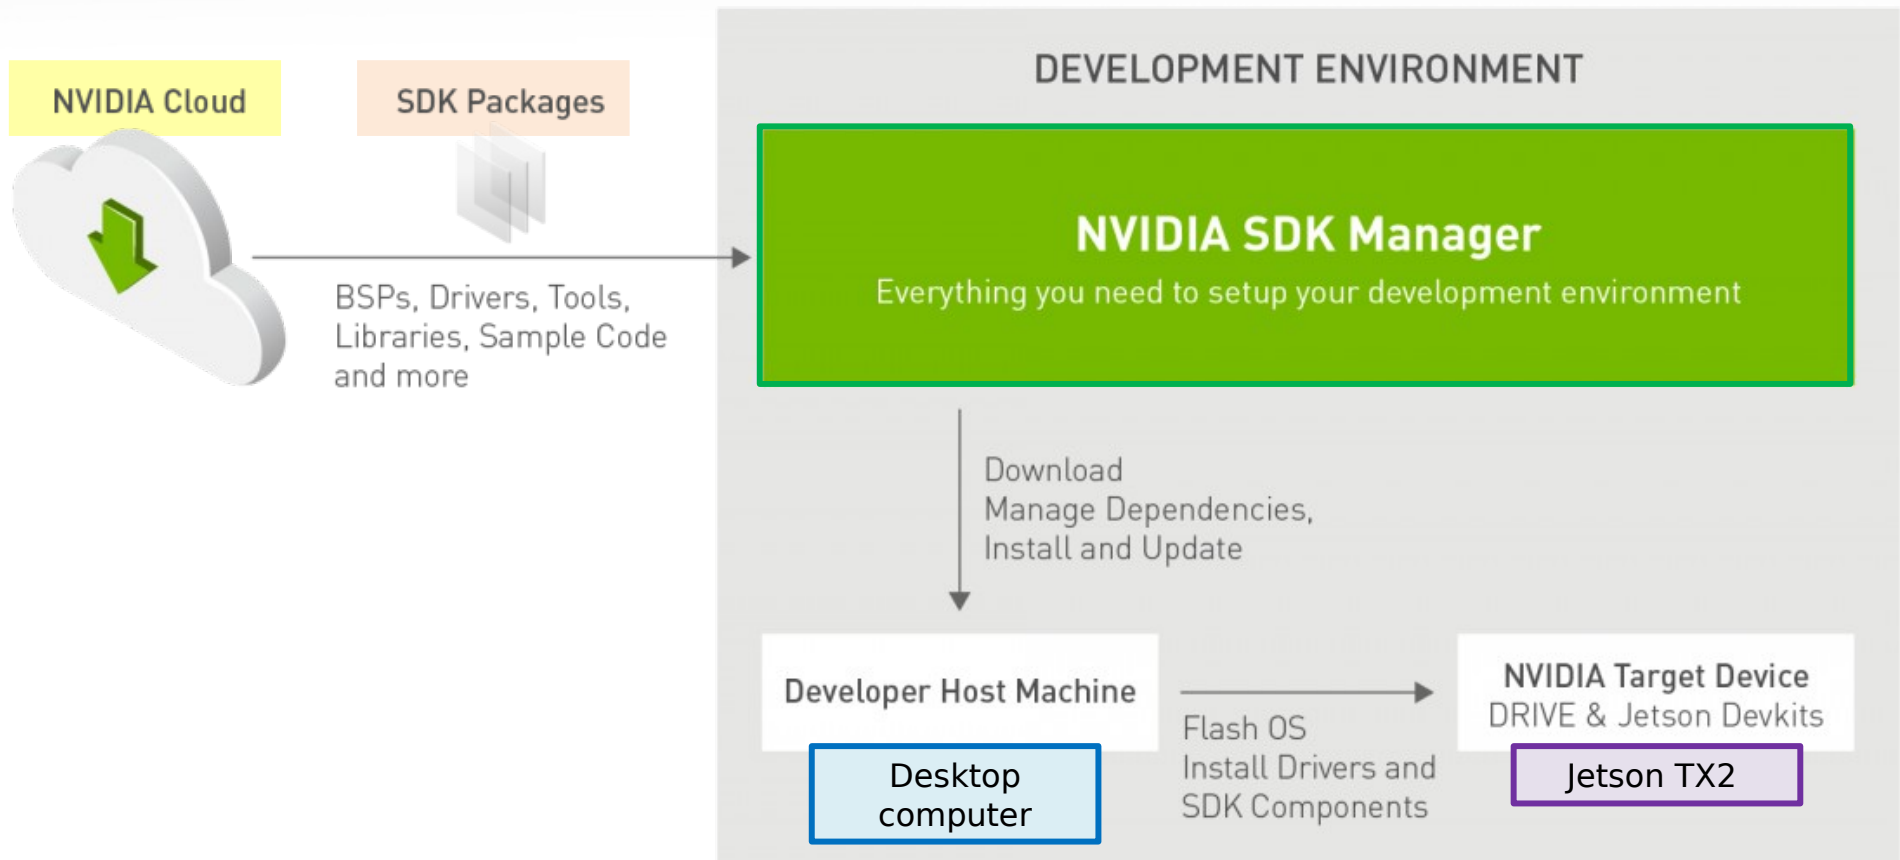 NVIDIA Cloud
SDK Packages
BSPs, Drivers, Tools,
Libraries, Sample Code
and more
DEVELOPMENT ENVIRONMENT
NVIDIA SDK Manager
Everything you need to setup your development environment
Download
Manage Dependencies,
Install and Update
Developer Host Machine
Desktop
computer
Flash OS
Install Drivers and
SDK Components
NVIDIA Target Device
DRIVE & Jetson Devkits
Jetson TX2